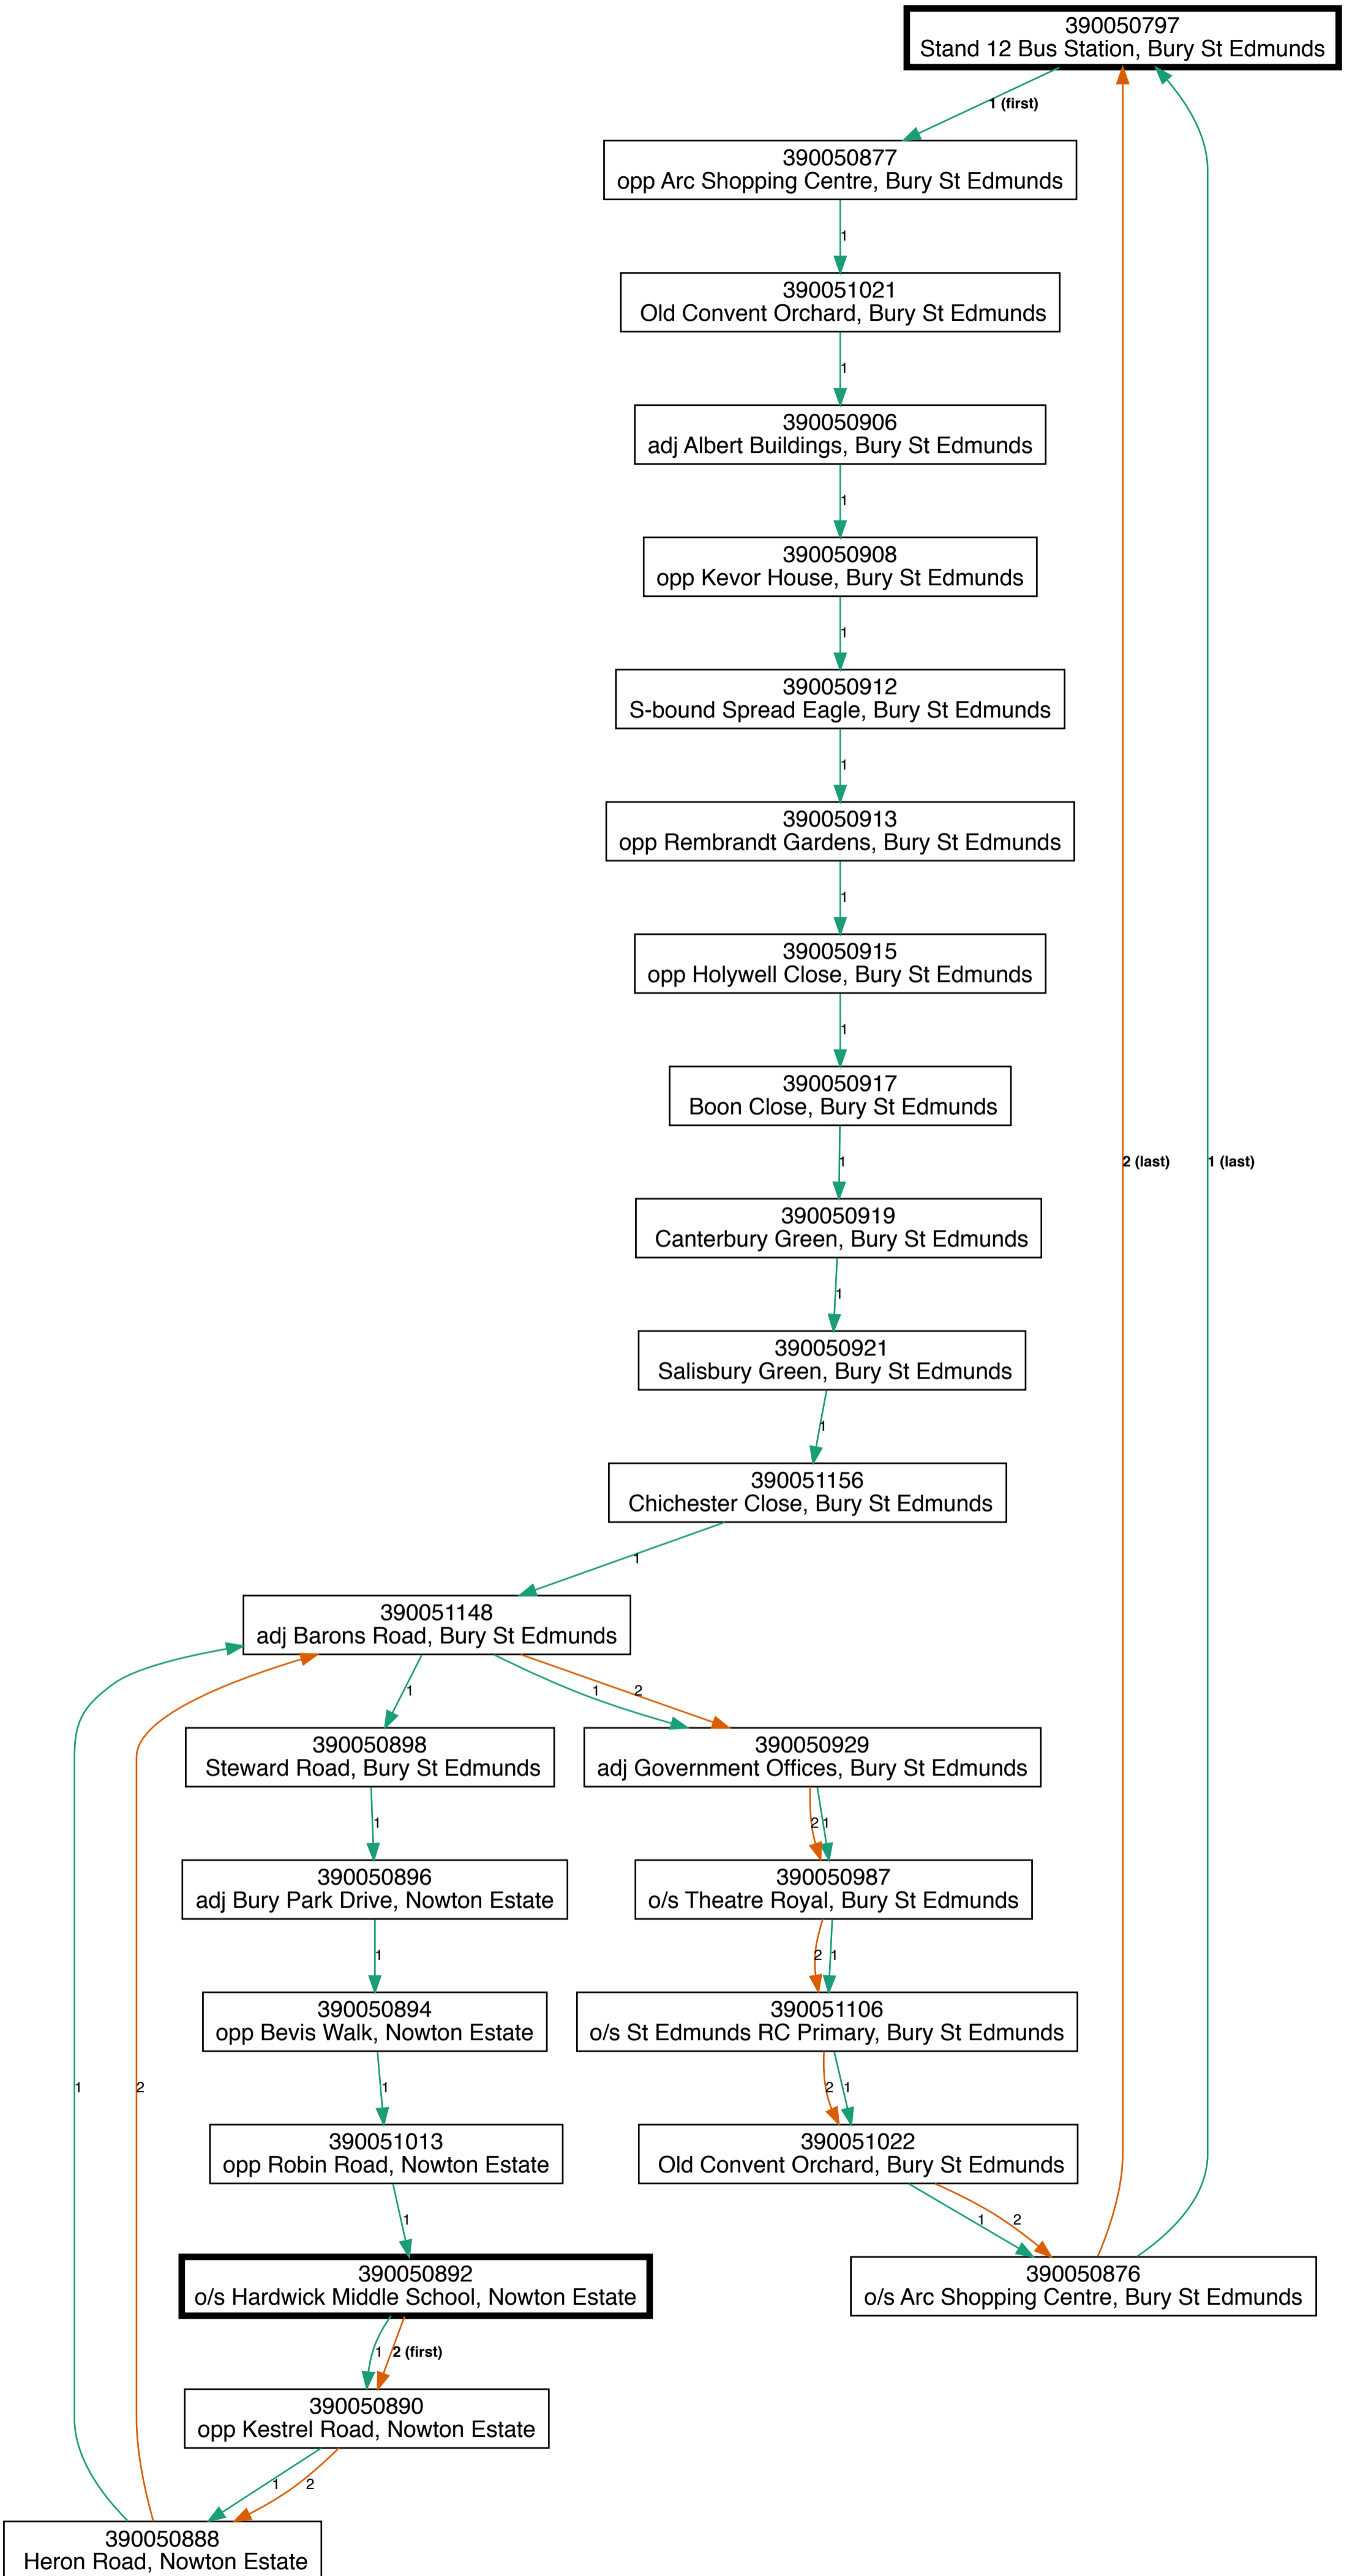 390050797
Stand 12 Bus Station, Bury St Edmunds
1 (first)
390050877
opp Arc Shopping Centre, Bury St Edmunds
1
390051021
Old Convent Orchard, Bury St Edmunds
1
390050906
adj Albert Buildings, Bury St Edmunds
1
390050908
opp Kevor House, Bury St Edmunds
1
390050912
S-bound Spread Eagle, Bury St Edmunds
1
390050913
opp Rembrandt Gardens, Bury St Edmunds
1
390050915
opp Holywell Close, Bury St Edmunds
1
390050917
Boon Close, Bury St Edmunds
1
2 (last)
1 (last)
390050919
Canterbury Green, Bury St Edmunds
1
390050921
Salisbury Green, Bury St Edmunds
1
390051156
Chichester Close, Bury St Edmunds
1
390051148
adj Barons Road, Bury St Edmunds
1
1
2
390050898
Steward Road, Bury St Edmunds
390050929
adj Government Offices, Bury St Edmunds
1
2
1
390050896
adj Bury Park Drive, Nowton Estate
390050987
o/s Theatre Royal, Bury St Edmunds
1
2
1
390050894
opp Bevis Walk, Nowton Estate
390051106
o/s St Edmunds RC Primary, Bury St Edmunds
1
2
1
2
1
390051013
opp Robin Road, Nowton Estate
390051022
Old Convent Orchard, Bury St Edmunds
1
1
2
390050892
o/s Hardwick Middle School, Nowton Estate
390050876
o/s Arc Shopping Centre, Bury St Edmunds
1
2 (first)
390050890
opp Kestrel Road, Nowton Estate
1
2
390050888
Heron Road, Nowton Estate